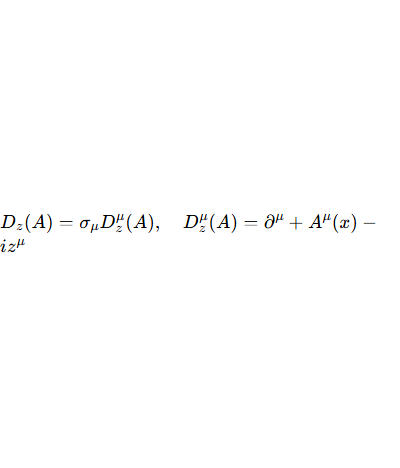 D_z(A) = σ_μ D_z^μ(A),   D_z^μ(A) = ∂^μ + A^μ(x) −
iz^μ